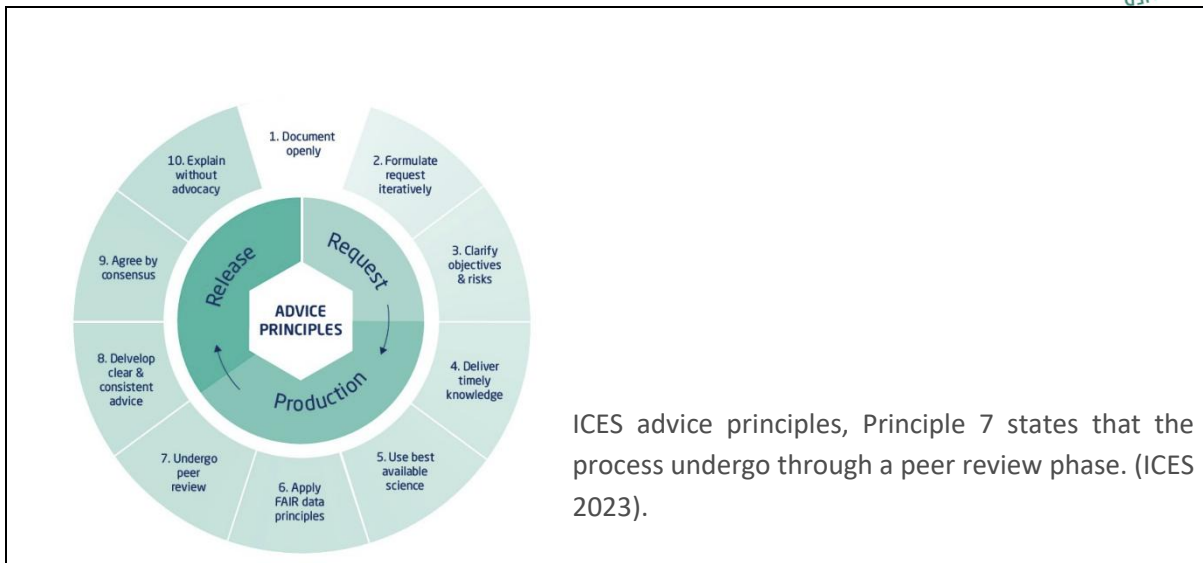 1. Document
openly
2. Formulate
request
iteratively
3. Clarify
objectives
& risks
4. Deliver
timely
knowledge
5. Use best
available
science
6. Apply
FAIR data
principles
7. Undergo
peer
review
8. Delvelop
clear &
consistent
advice
9. Agree by
consensus
10. Explain
without
advocacy
Request
Production
Release
ADVICE
PRINCIPLES
ICES advice principles, Principle 7 states that the
process undergo through a peer review phase. (ICES
2023).